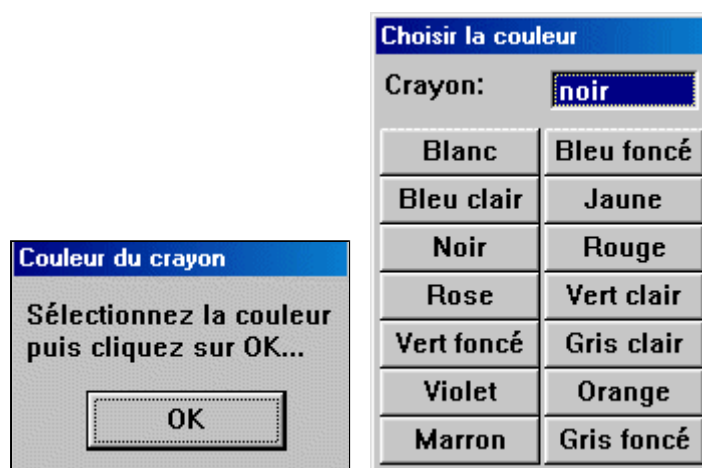 Couleur du crayon
Sélectionnez la couleur
puis cliquez sur OK...
OK
Choisir la couleur
Crayon: noir
Blanc Bleu foncé
Bleu clair Jaune
Noir Rouge
Rose Vert clair
Vert foncé Gris clair
Violet Orange
Marron Gris foncé